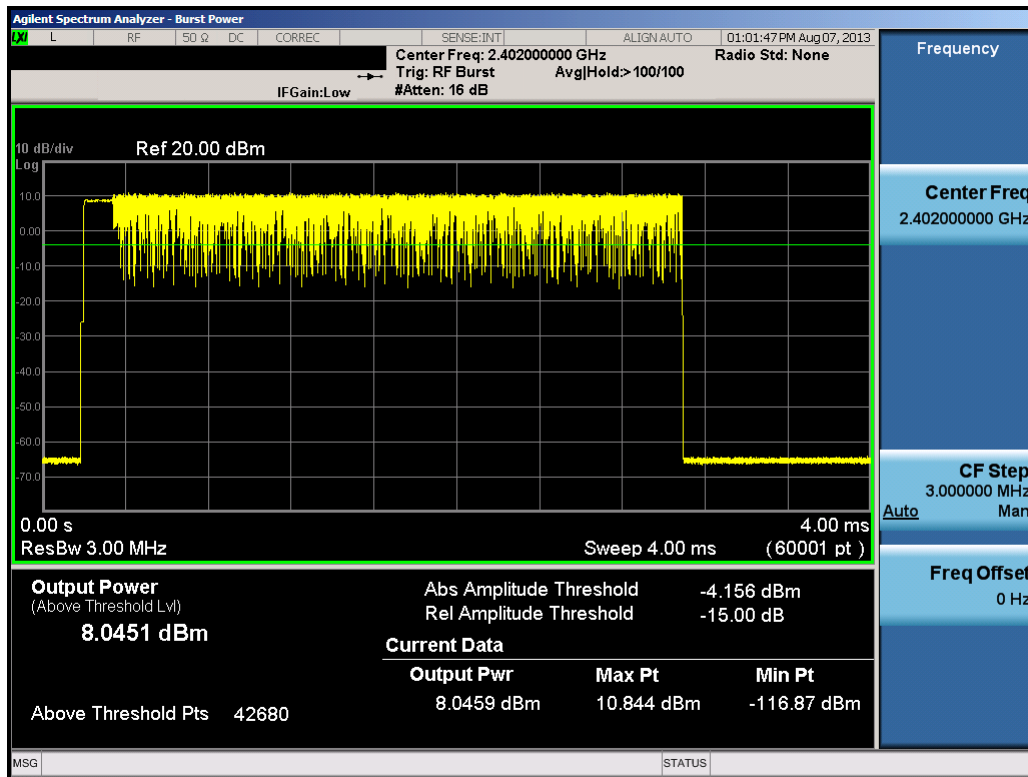 Agilent Spectrum Analyzer - Burst Power
LXI L RF 50 Ω DC CORREC SENSE:INT ALIGN AUTO 01:01:47 PM Aug 07, 2013
Center Freq: 2.402000000 GHz Radio Std: None
Trig: RF Burst Avg|Hold:>100/100
IFGain:Low #Atten: 16 dB
10 dB/div Ref 20.00 dBm
Log
10.0
0.00
-10.0
-20.0
-30.0
-40.0
-50.0
-60.0
-70.0
0.00 s 4.00 ms
ResBw 3.00 MHz Sweep 4.00 ms (60001 pt)
Output Power
(Above Threshold Lvl)
8.0451 dBm
Above Threshold Pts 42680
Abs Amplitude Threshold -4.156 dBm
Rel Amplitude Threshold -15.00 dB
Current Data
Output Pwr Max Pt Min Pt
8.0459 dBm 10.844 dBm -116.87 dBm
MSG STATUS
Frequency
Center Freq
2.402000000 GHz
CF Step
3.000000 MHz
Auto Man
Freq Offset
0 Hz